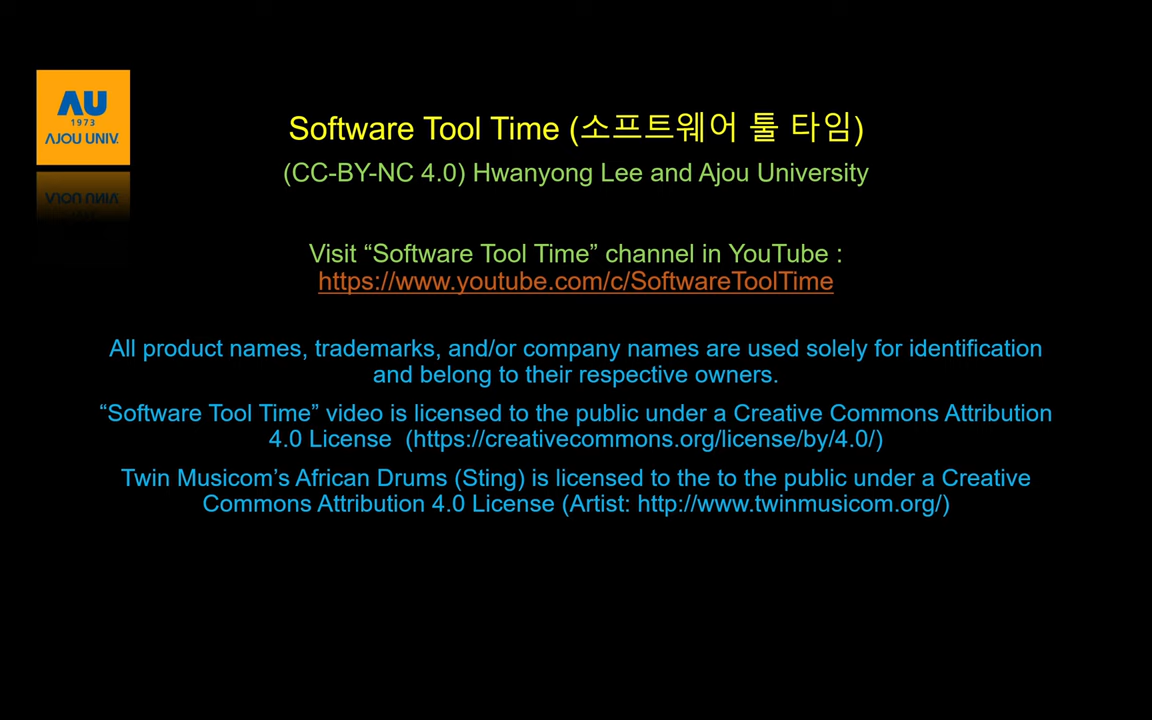 AU
1973
AJOU UNIV.
Software Tool Time (소프트웨어 툴 타임)
(CC-BY-NC 4.0) Hwanyong Lee and Ajou University
Visit “Software Tool Time” channel in YouTube :
https://www.youtube.com/c/SoftwareToolTime
All product names, trademarks, and/or company names are used solely for identification
and belong to their respective owners.
“Software Tool Time” video is licensed to the public under a Creative Commons Attribution
4.0 License  (https://creativecommons.org/license/by/4.0/)
Twin Musicom’s African Drums (Sting) is licensed to the to the public under a Creative
Commons Attribution 4.0 License (Artist: http://www.twinmusicom.org/)